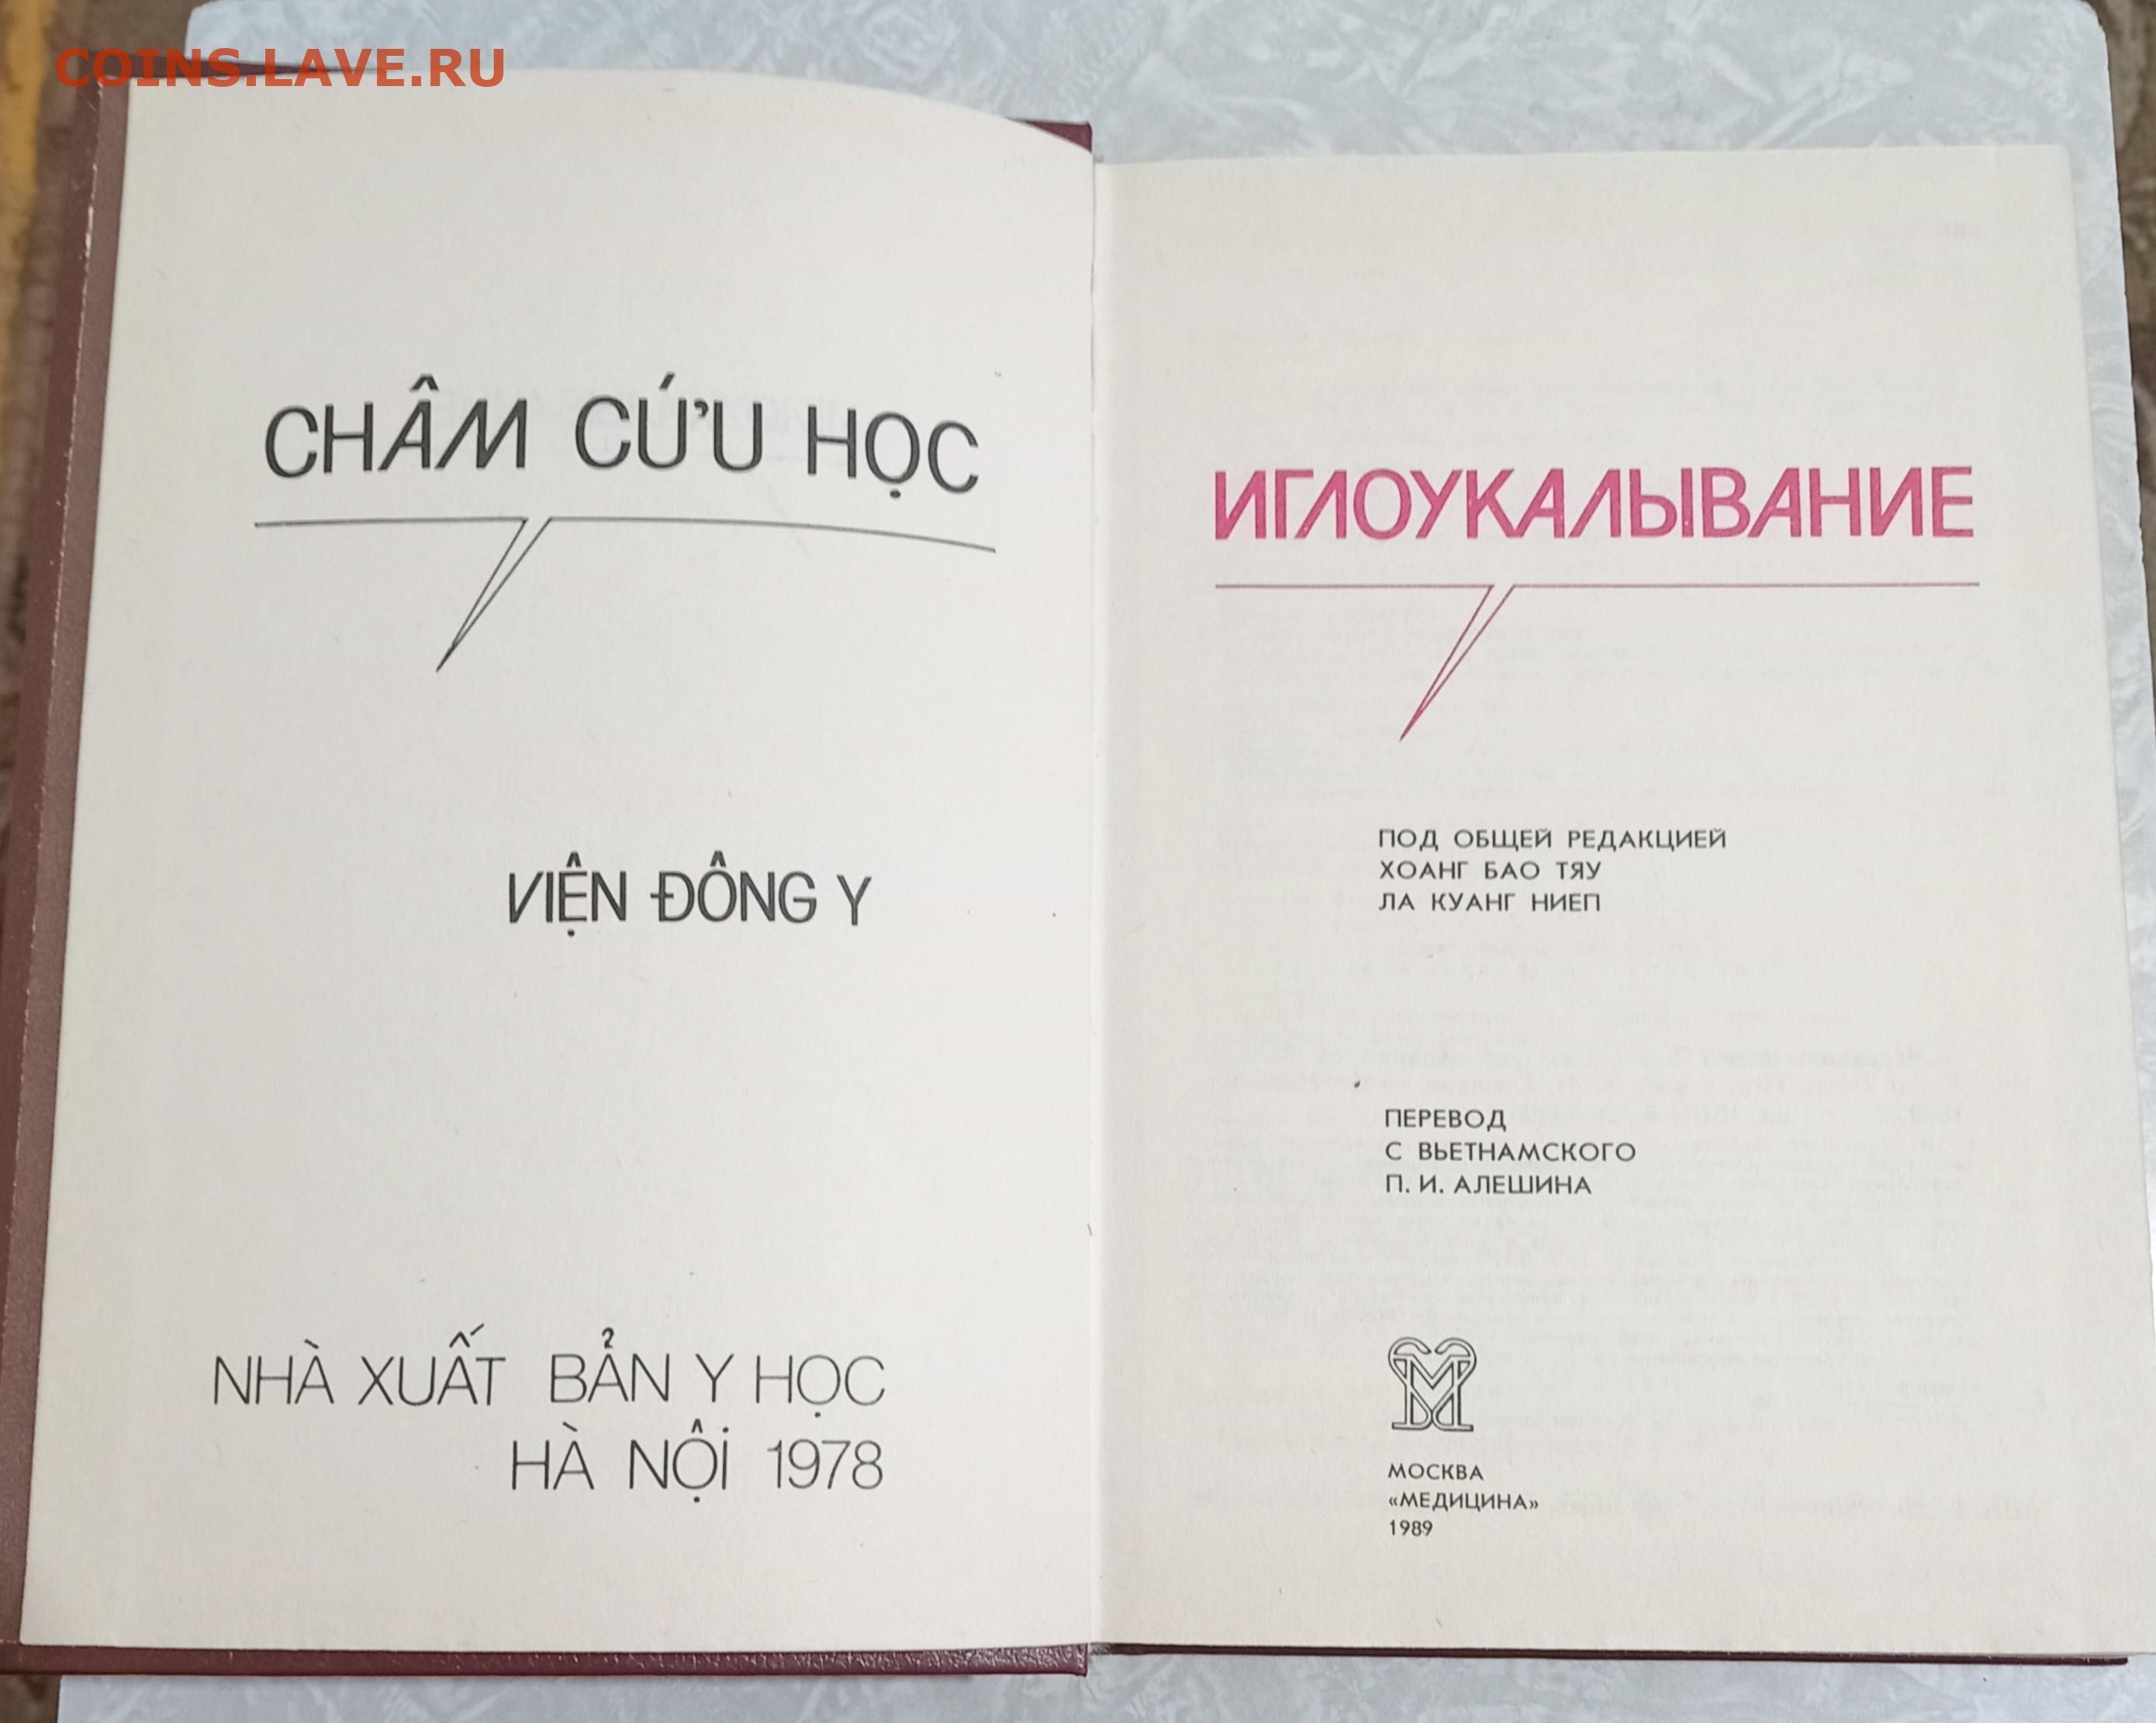 COINS.LAVE.RU
CHÂM CỨU HỌC
VIỆN ĐÔNG Y
NHÀ XUẤT BẢN Y HỌC
HÀ NỘI 1978
ИГЛОУКАЛЫВАНИЕ
ПОД ОБЩЕЙ РЕДАКЦИЕЙ
ХОАНГ БАО ТЯУ
ЛА КУАНГ НИЕП
ПЕРЕВОД
С ВЬЕТНАМСКОГО
П. И. АЛЕШИНА
МОСКВА
«МЕДИЦИНА»
1989